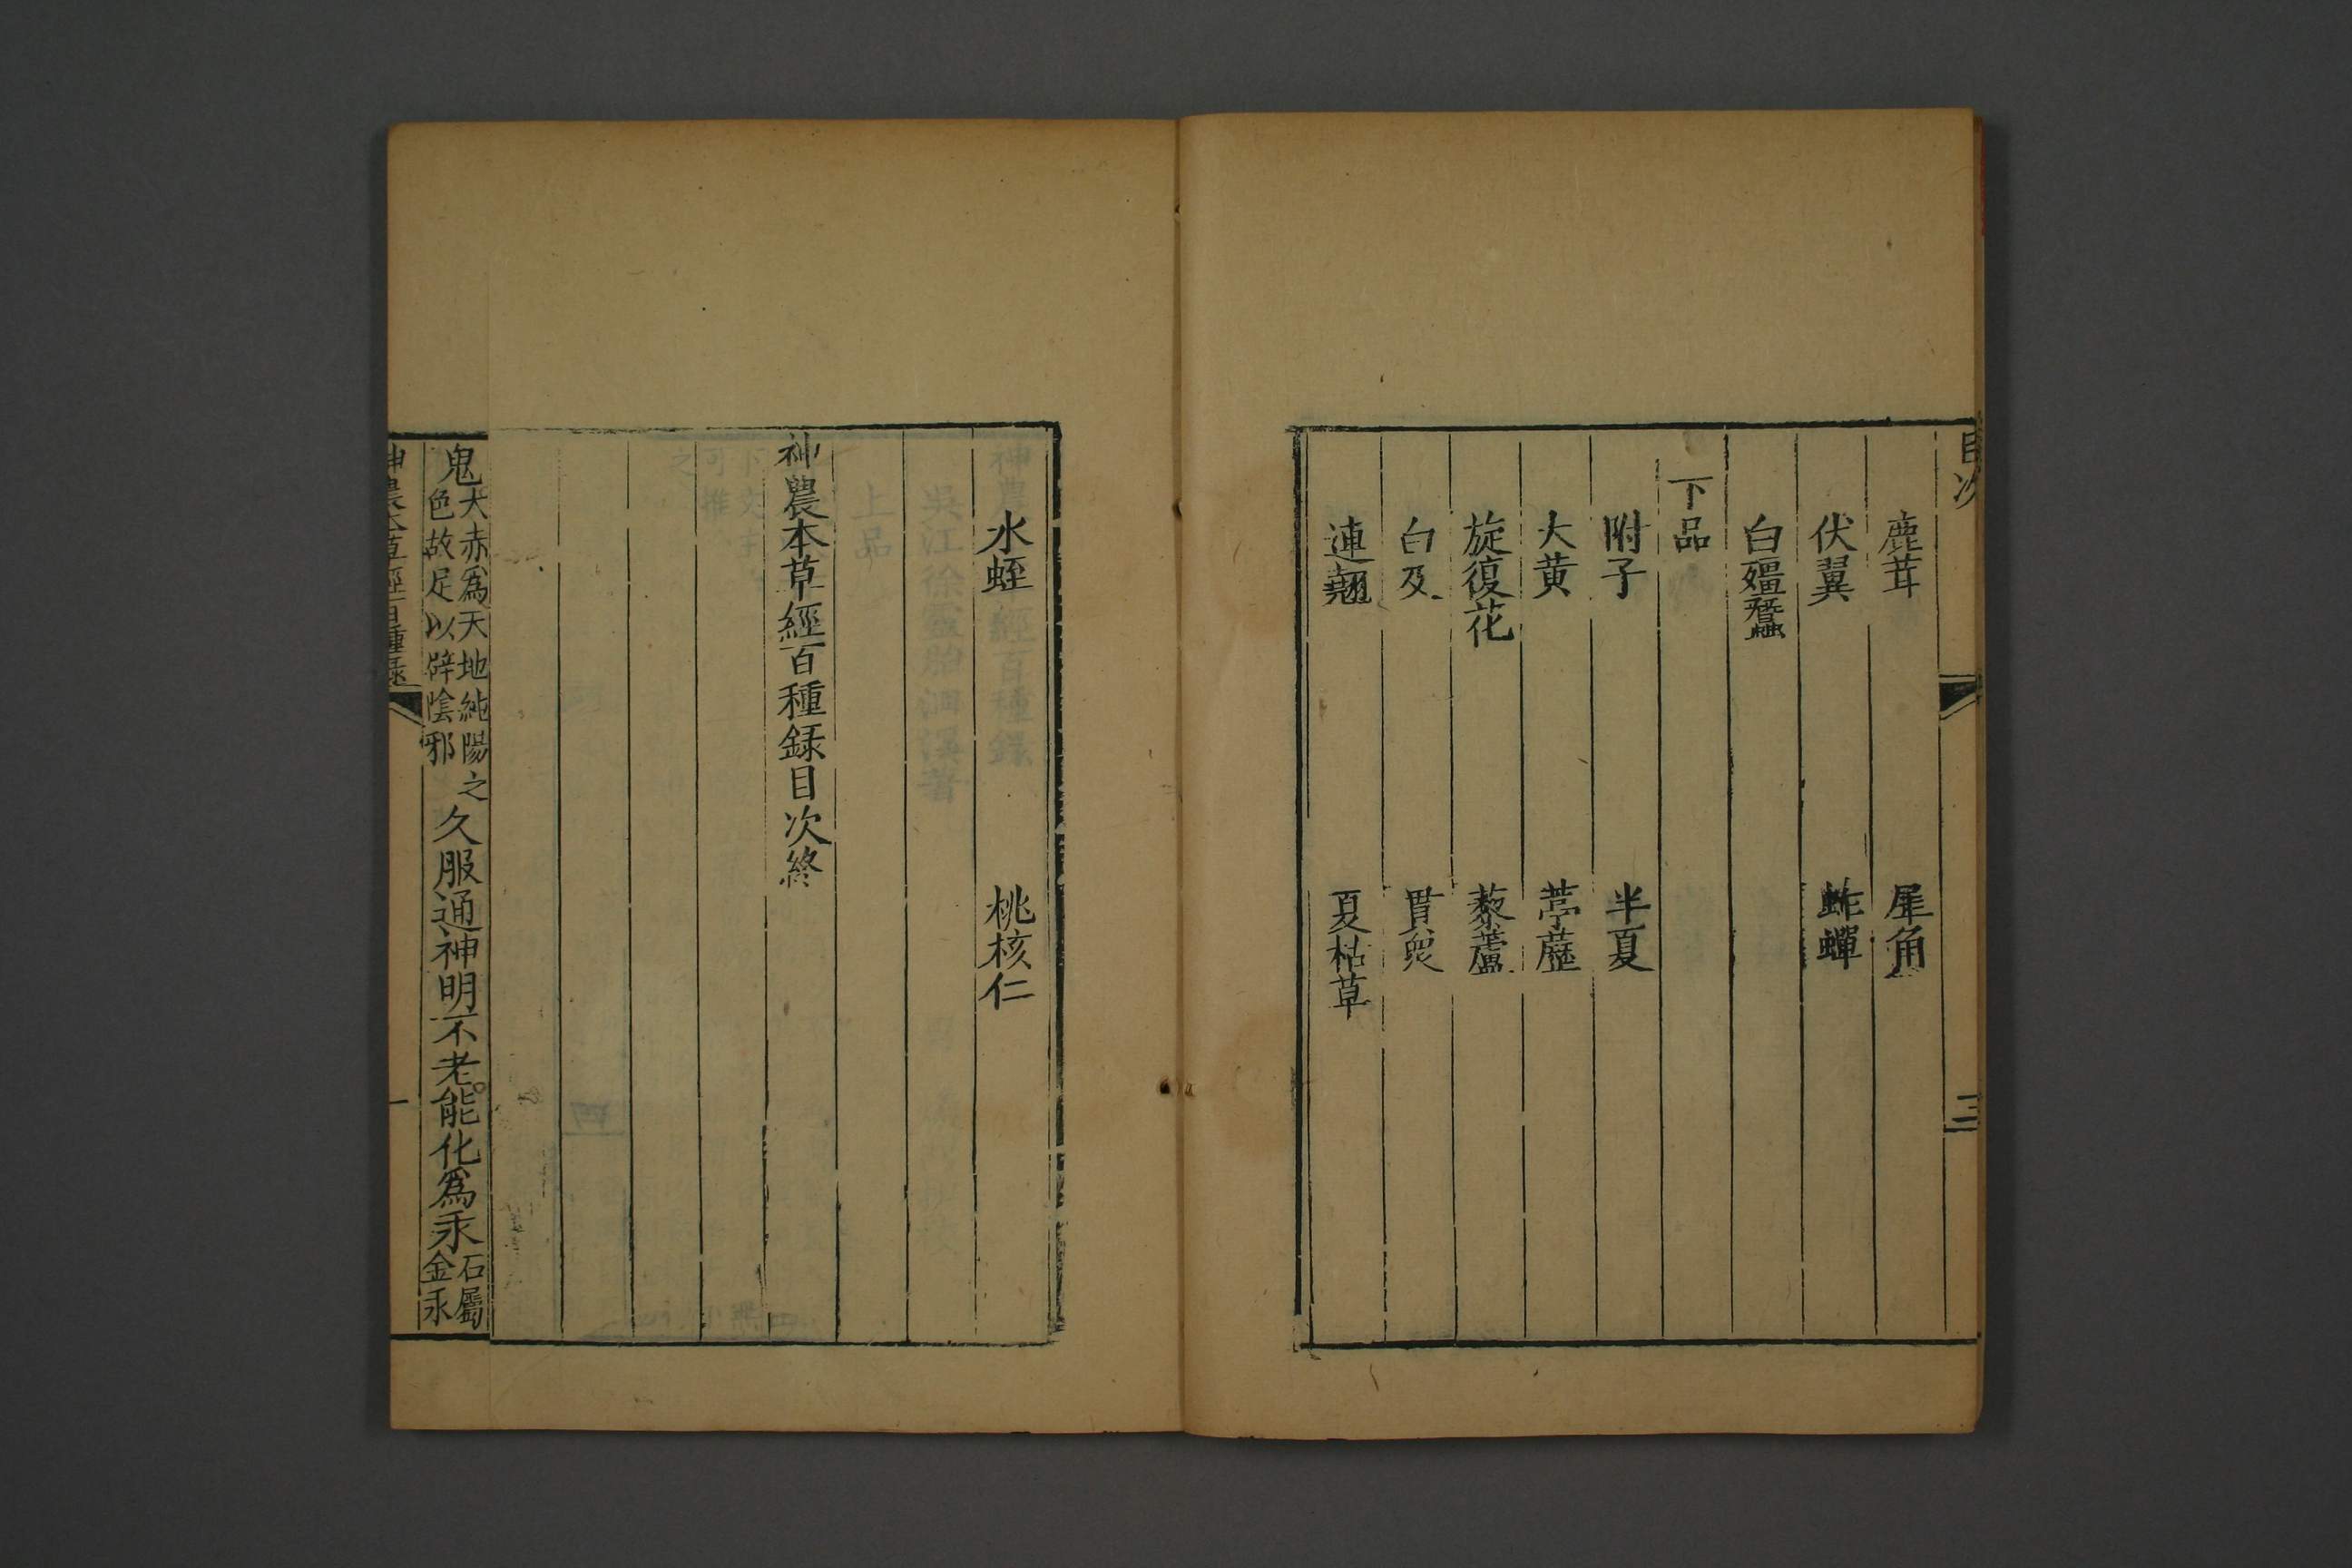 目次
三
鹿茸 犀角
伏翼 蚱蟬
白殭蠶
下品
附子 半夏
大黄 葶藶
旋復花 藜蘆
白及 貫衆
連翹 夏枯草
水蛭 桃核仁
神農本草經百種録目次終
鬼大赤爲天地純陽之色故足以辟陰邪久服通神明不老能化爲汞石屬金汞
神農本草經百種録
一